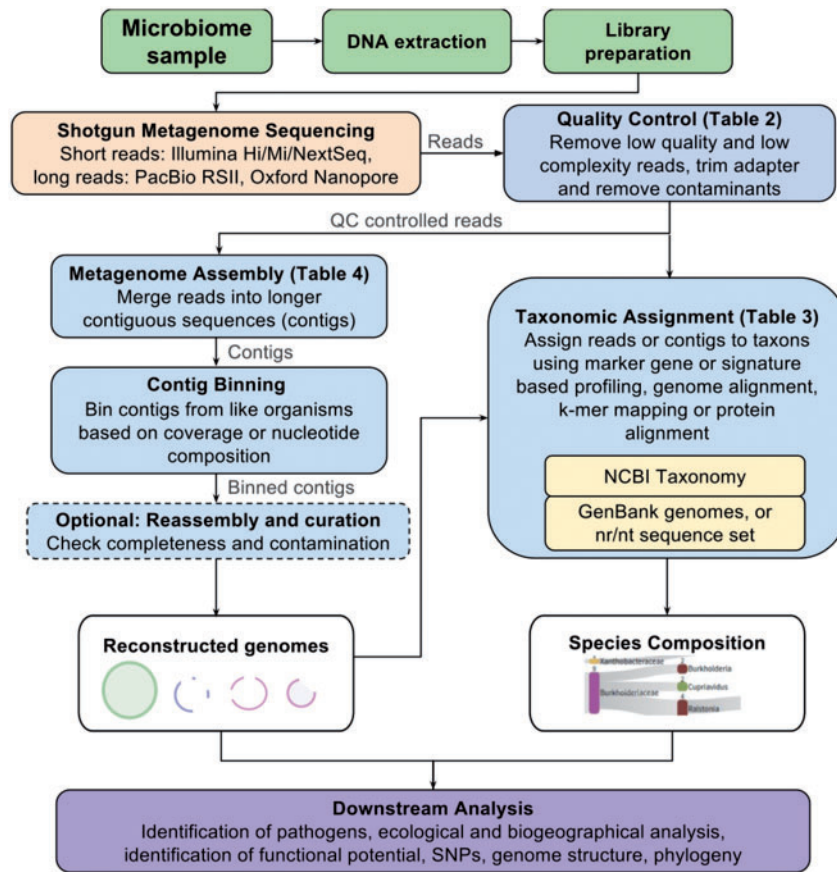 Microbiome
sample
DNA extraction
Library
preparation
Shotgun Metagenome Sequencing
Short reads: Illumina Hi/Mi/NextSeq,
long reads: PacBio RSII, Oxford Nanopore
Reads
Quality Control (Table 2)
Remove low quality and low
complexity reads, trim adapter
and remove contaminants
QC controlled reads
Metagenome Assembly (Table 4)
Merge reads into longer
contiguous sequences (contigs)
Contigs
Contig Binning
Bin contigs from like organisms
based on coverage or nucleotide
composition
Binned contigs
Optional: Reassembly and curation
Check completeness and contamination
Taxonomic Assignment (Table 3)
Assign reads or contigs to taxons
using marker gene or signature
based profiling, genome alignment,
k-mer mapping or protein
alignment
NCBI Taxonomy
GenBank genomes, or
nr/nt sequence set
Reconstructed genomes
Species Composition
Xanthobacteraceae
Burkholderia
Burkholderiaceae
Cupriavidus
Ralstonia
Downstream Analysis
Identification of pathogens, ecological and biogeographical analysis,
identification of functional potential, SNPs, genome structure, phylogeny